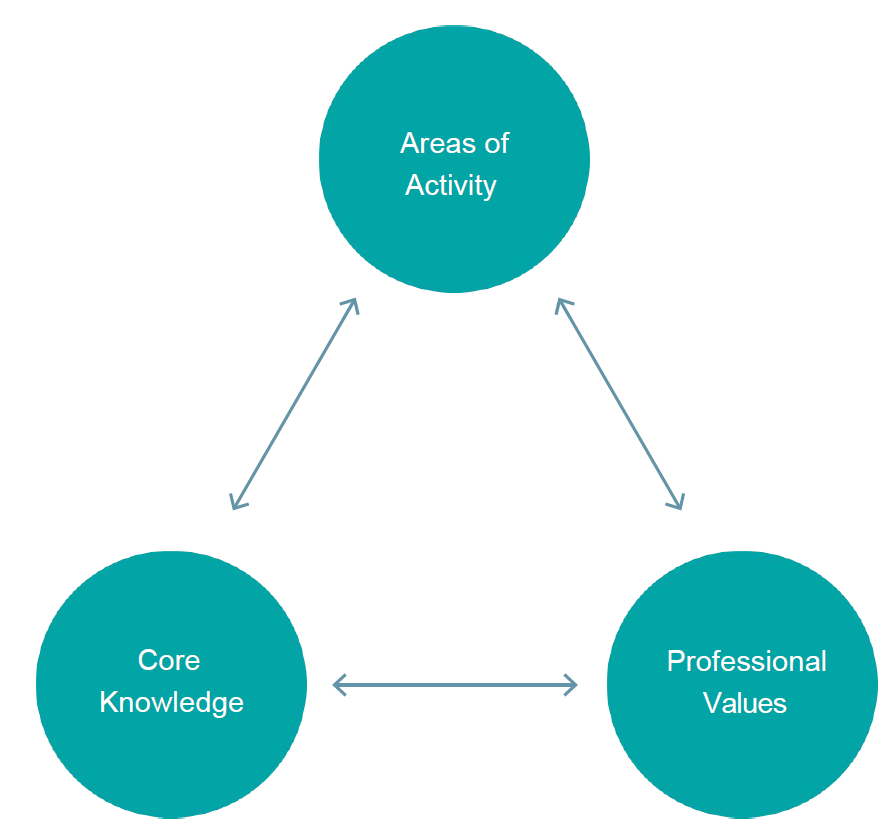 Areas of
Activity
Core
Knowledge
Professional
Values